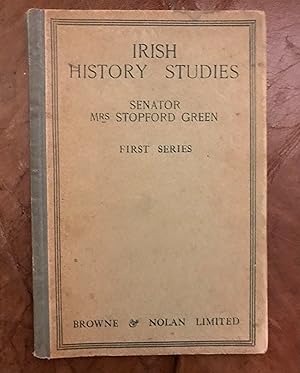 IRISH
HISTORY STUDIES
SENATOR
MRS STOPFORD GREEN
FIRST SERIES
BROWNE & NOLAN LIMITED